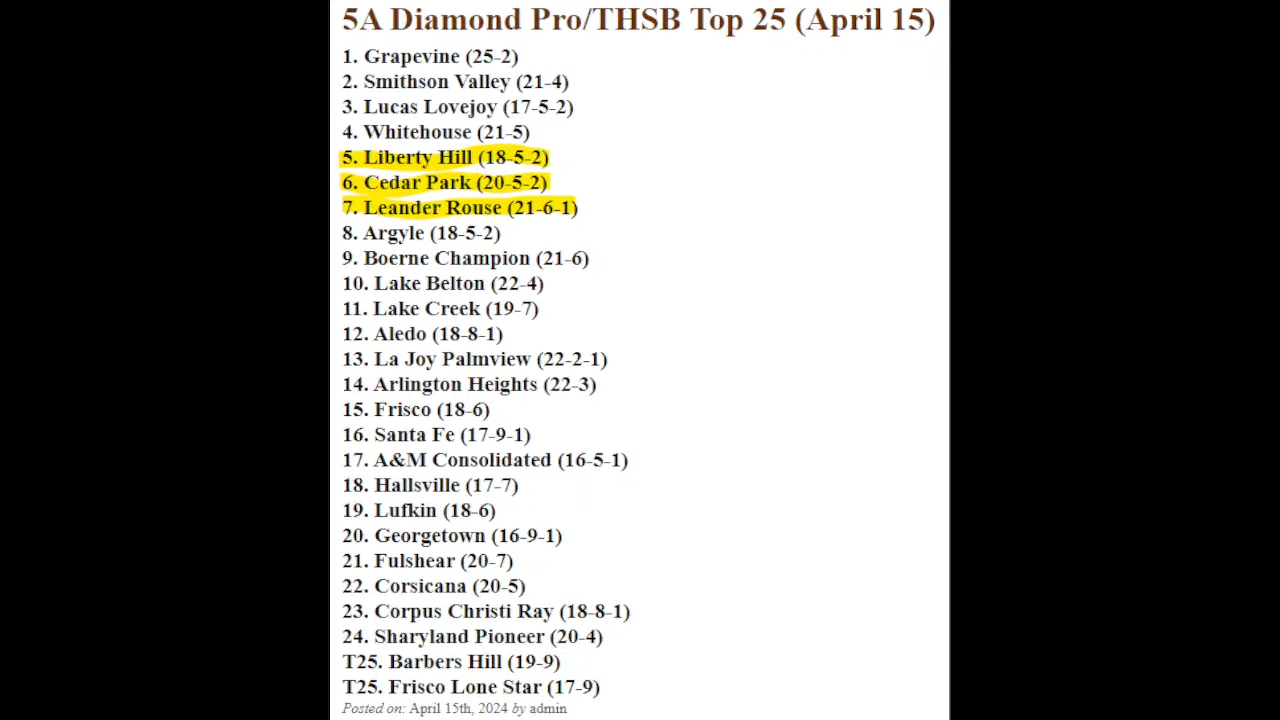 5A Diamond Pro/THSB Top 25 (April 15)
1. Grapevine (25-2)
2. Smithson Valley (21-4)
3. Lucas Lovejoy (17-5-2)
4. Whitehouse (21-5)
5. Liberty Hill (18-5-2)
6. Cedar Park (20-5-2)
7. Leander Rouse (21-6-1)
8. Argyle (18-5-2)
9. Boerne Champion (21-6)
10. Lake Belton (22-4)
11. Lake Creek (19-7)
12. Aledo (18-8-1)
13. La Joy Palmview (22-2-1)
14. Arlington Heights (22-3)
15. Frisco (18-6)
16. Santa Fe (17-9-1)
17. A&M Consolidated (16-5-1)
18. Hallsville (17-7)
19. Lufkin (18-6)
20. Georgetown (16-9-1)
21. Fulshear (20-7)
22. Corsicana (20-5)
23. Corpus Christi Ray (18-8-1)
24. Sharyland Pioneer (20-4)
T25. Barbers Hill (19-9)
T25. Frisco Lone Star (17-9)
Posted on: April 15th, 2024 by admin